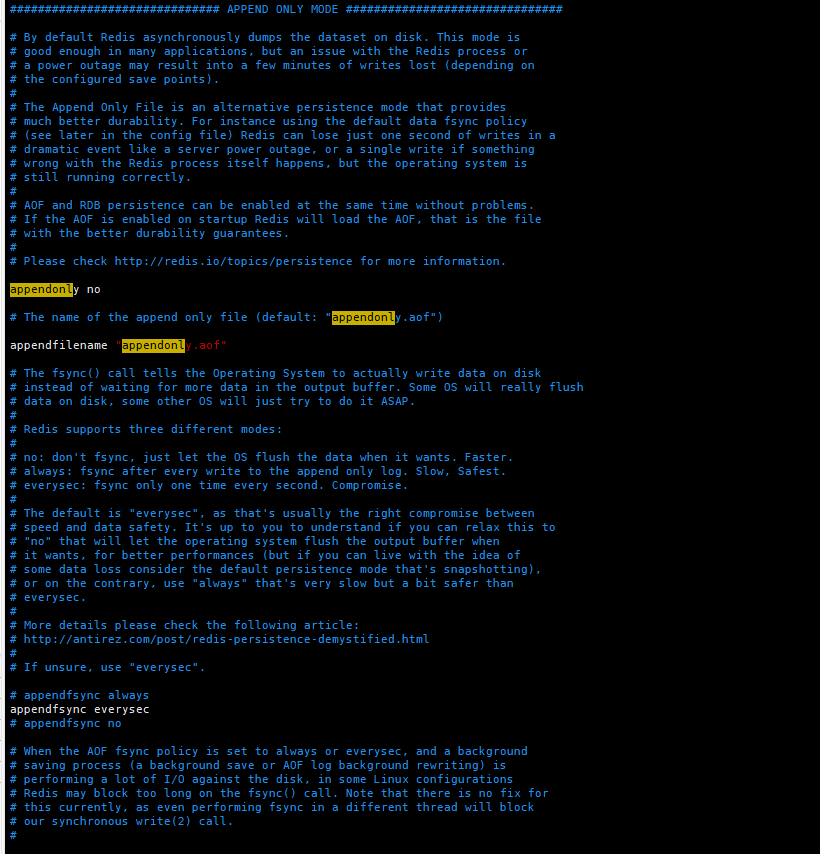 ############################## APPEND ONLY MODE ###############################
# By default Redis asynchronously dumps the dataset on disk. This mode is
# good enough in many applications, but an issue with the Redis process or
# a power outage may result into a few minutes of writes lost (depending on
# the configured save points).
#
# The Append Only File is an alternative persistence mode that provides
# much better durability. For instance using the default data fsync policy
# (see later in the config file) Redis can lose just one second of writes in a
# dramatic event like a server power outage, or a single write if something
# wrong with the Redis process itself happens, but the operating system is
# still running correctly.
#
# AOF and RDB persistence can be enabled at the same time without problems.
# If the AOF is enabled on startup Redis will load the AOF, that is the file
# with the better durability guarantees.
#
# Please check http://redis.io/topics/persistence for more information.
appendonly no
# The name of the append only file (default: "appendonly.aof")
appendfilename "appendonly.aof"
# The fsync() call tells the Operating System to actually write data on disk
# instead of waiting for more data in the output buffer. Some OS will really flush
# data on disk, some other OS will just try to do it ASAP.
#
# Redis supports three different modes:
#
# no: don't fsync, just let the OS flush the data when it wants. Faster.
# always: fsync after every write to the append only log. Slow, Safest.
# everysec: fsync only one time every second. Compromise.
#
# The default is "everysec", as that's usually the right compromise between
# speed and data safety. It's up to you to understand if you can relax this to
# "no" that will let the operating system flush the output buffer when
# it wants, for better performances (but if you can live with the idea of
# some data loss consider the default persistence mode that's snapshotting),
# or on the contrary, use "always" that's very slow but a bit safer than
# everysec.
#
# More details please check the following article:
# http://antirez.com/post/redis-persistence-demystified.html
#
# If unsure, use "everysec".
# appendfsync always
appendfsync everysec
# appendfsync no
# When the AOF fsync policy is set to always or everysec, and a background
# saving process (a background save or AOF log background rewriting) is
# performing a lot of I/O against the disk, in some Linux configurations
# Redis may block too long on the fsync() call. Note that there is no fix for
# this currently, as even performing fsync in a different thread will block
# our synchronous write(2) call.
#